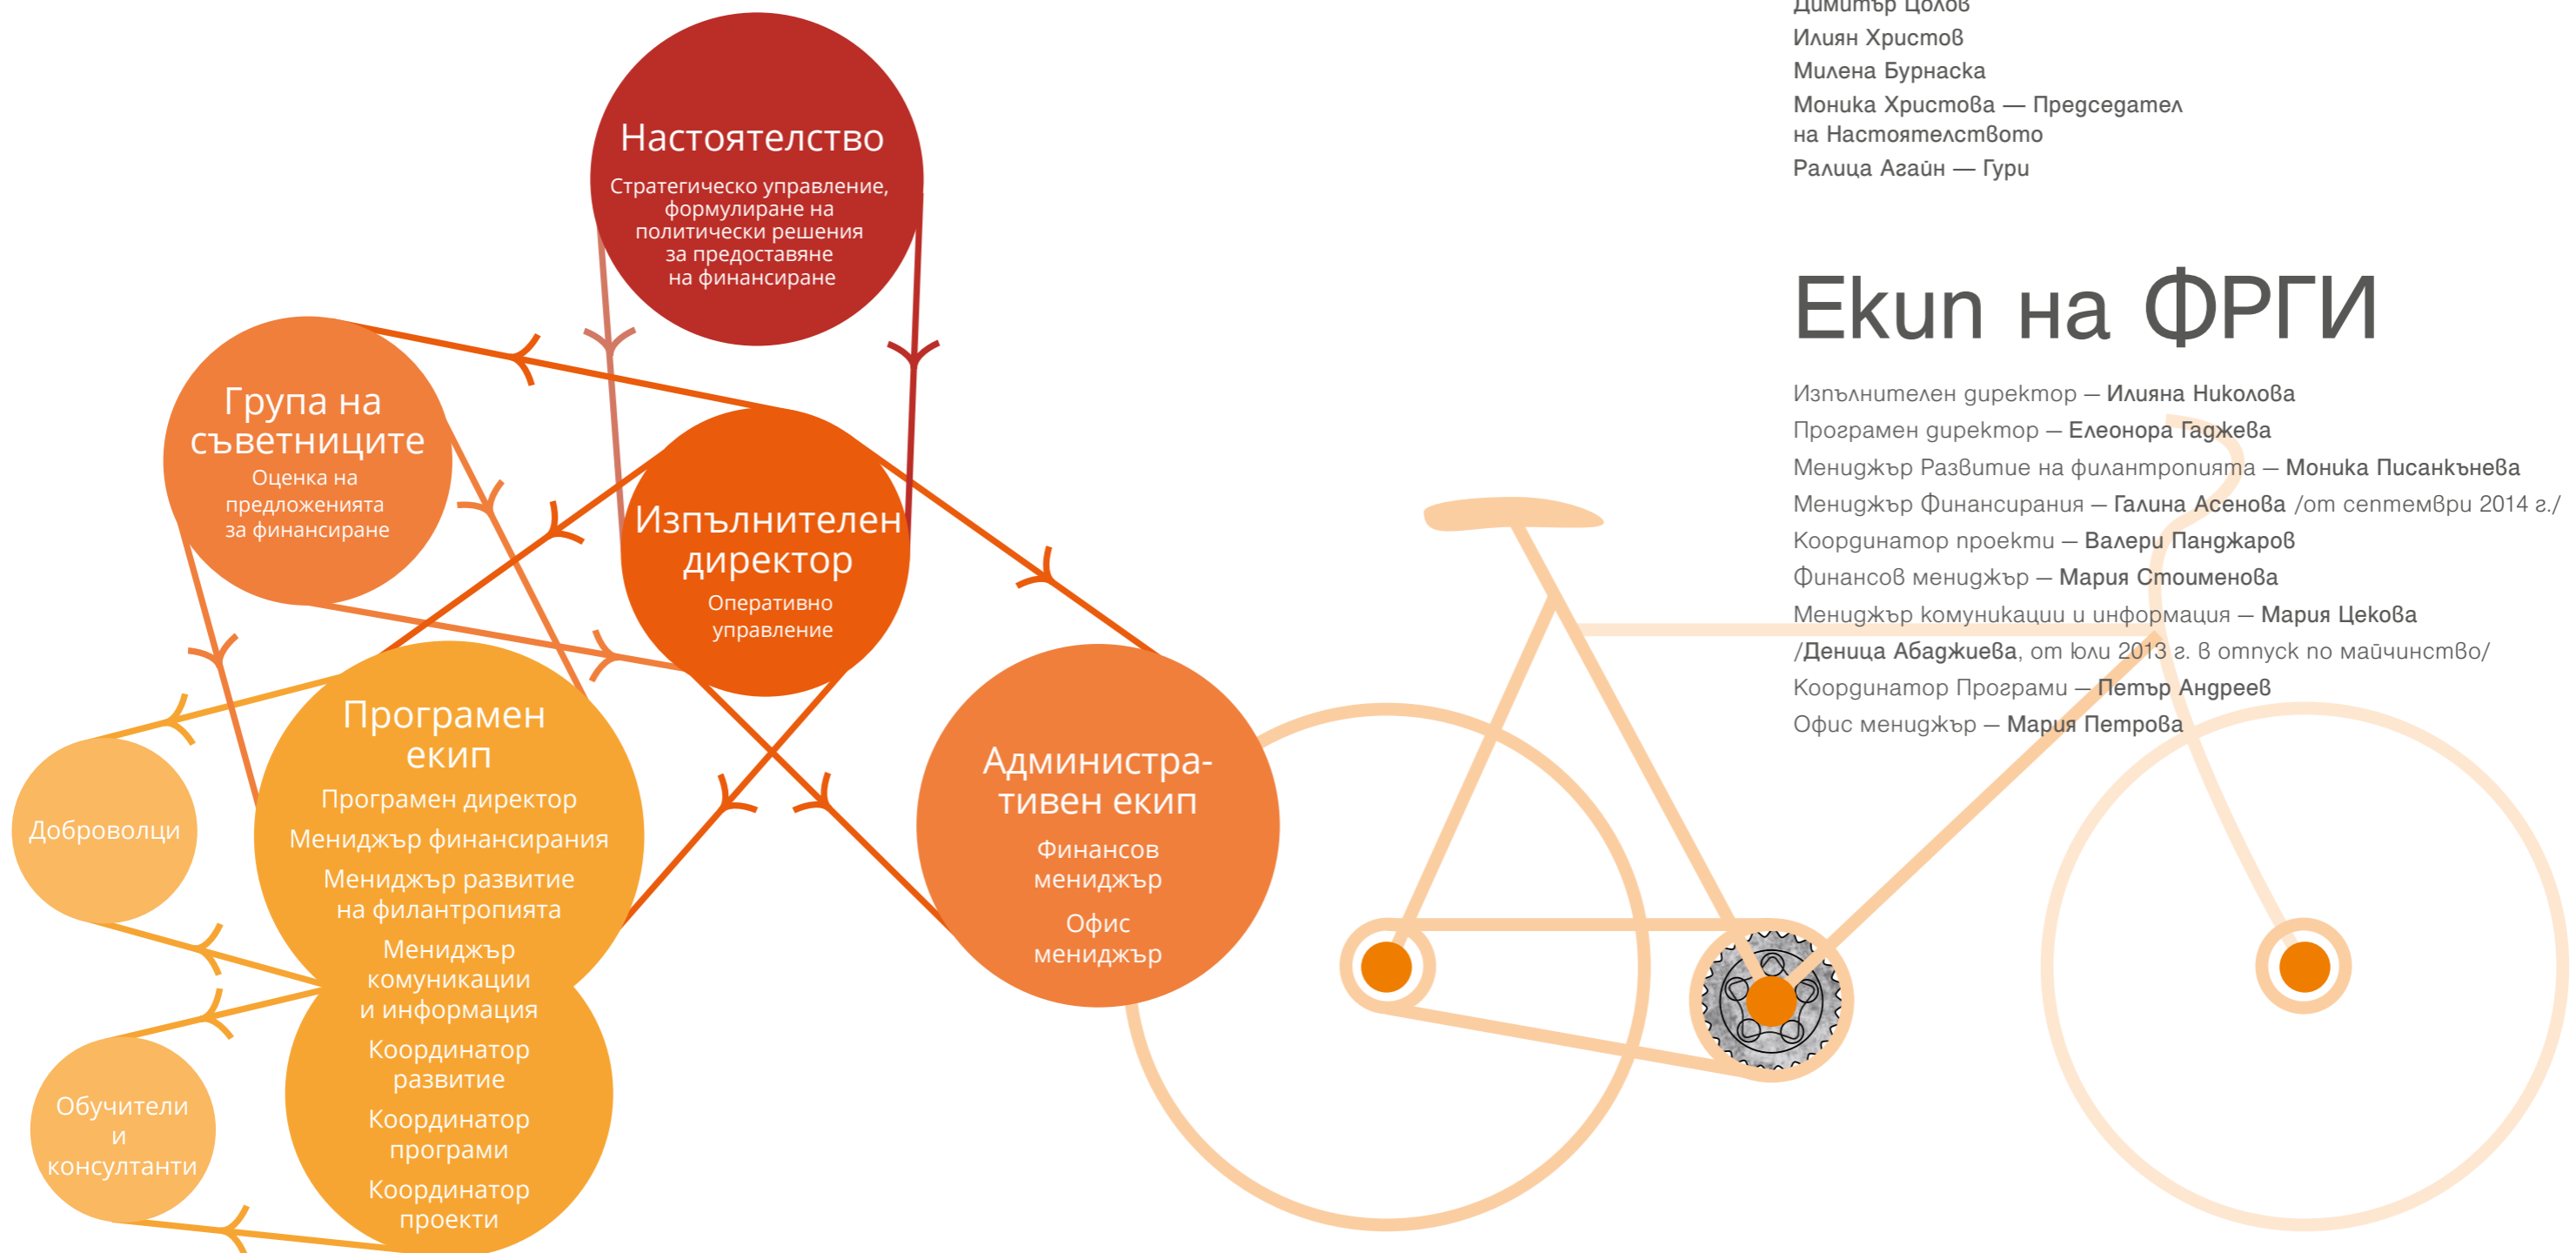 Настоятелство
Стратегическо управление,
формулиране на
политически решения
за предоставяне
на финансиране
Група на
съветниците
Оценка на
предложенията
за финансиране
Изпълнителен
директор
Оперативно
управление
Програмен
екип
Програмен директор
Мениджър финансирания
Мениджър развитие
на филантропията
Мениджър
комуникации
и информация
Координатор
развитие
Координатор
програми
Координатор
проекти
Доброволци
Обучители
и
консултанти
Администра-
тивен екип
Финансов
мениджър
Офис
мениджър
Димитър Цолов
Илиян Христов
Милена Бурнаска
Моника Христова — Председател
на Настоятелството
Ралица Агайн — Гури
Екип на ФРГИ
Изпълнителен директор — Илияна Николова
Програмен директор — Елеонора Гаджева
Мениджър Развитие на филантропията — Моника Писанкънева
Мениджър Финансирания — Галина Асенова /от септември 2014 г./
Координатор проекти — Валери Панджаров
Финансов мениджър — Мария Стоименова
Мениджър комуникации и информация — Мария Цекова
/Деница Абаджиева, от юли 2013 г. в отпуск по майчинство/
Координатор Програми — Петър Андреев
Офис мениджър — Мария Петрова